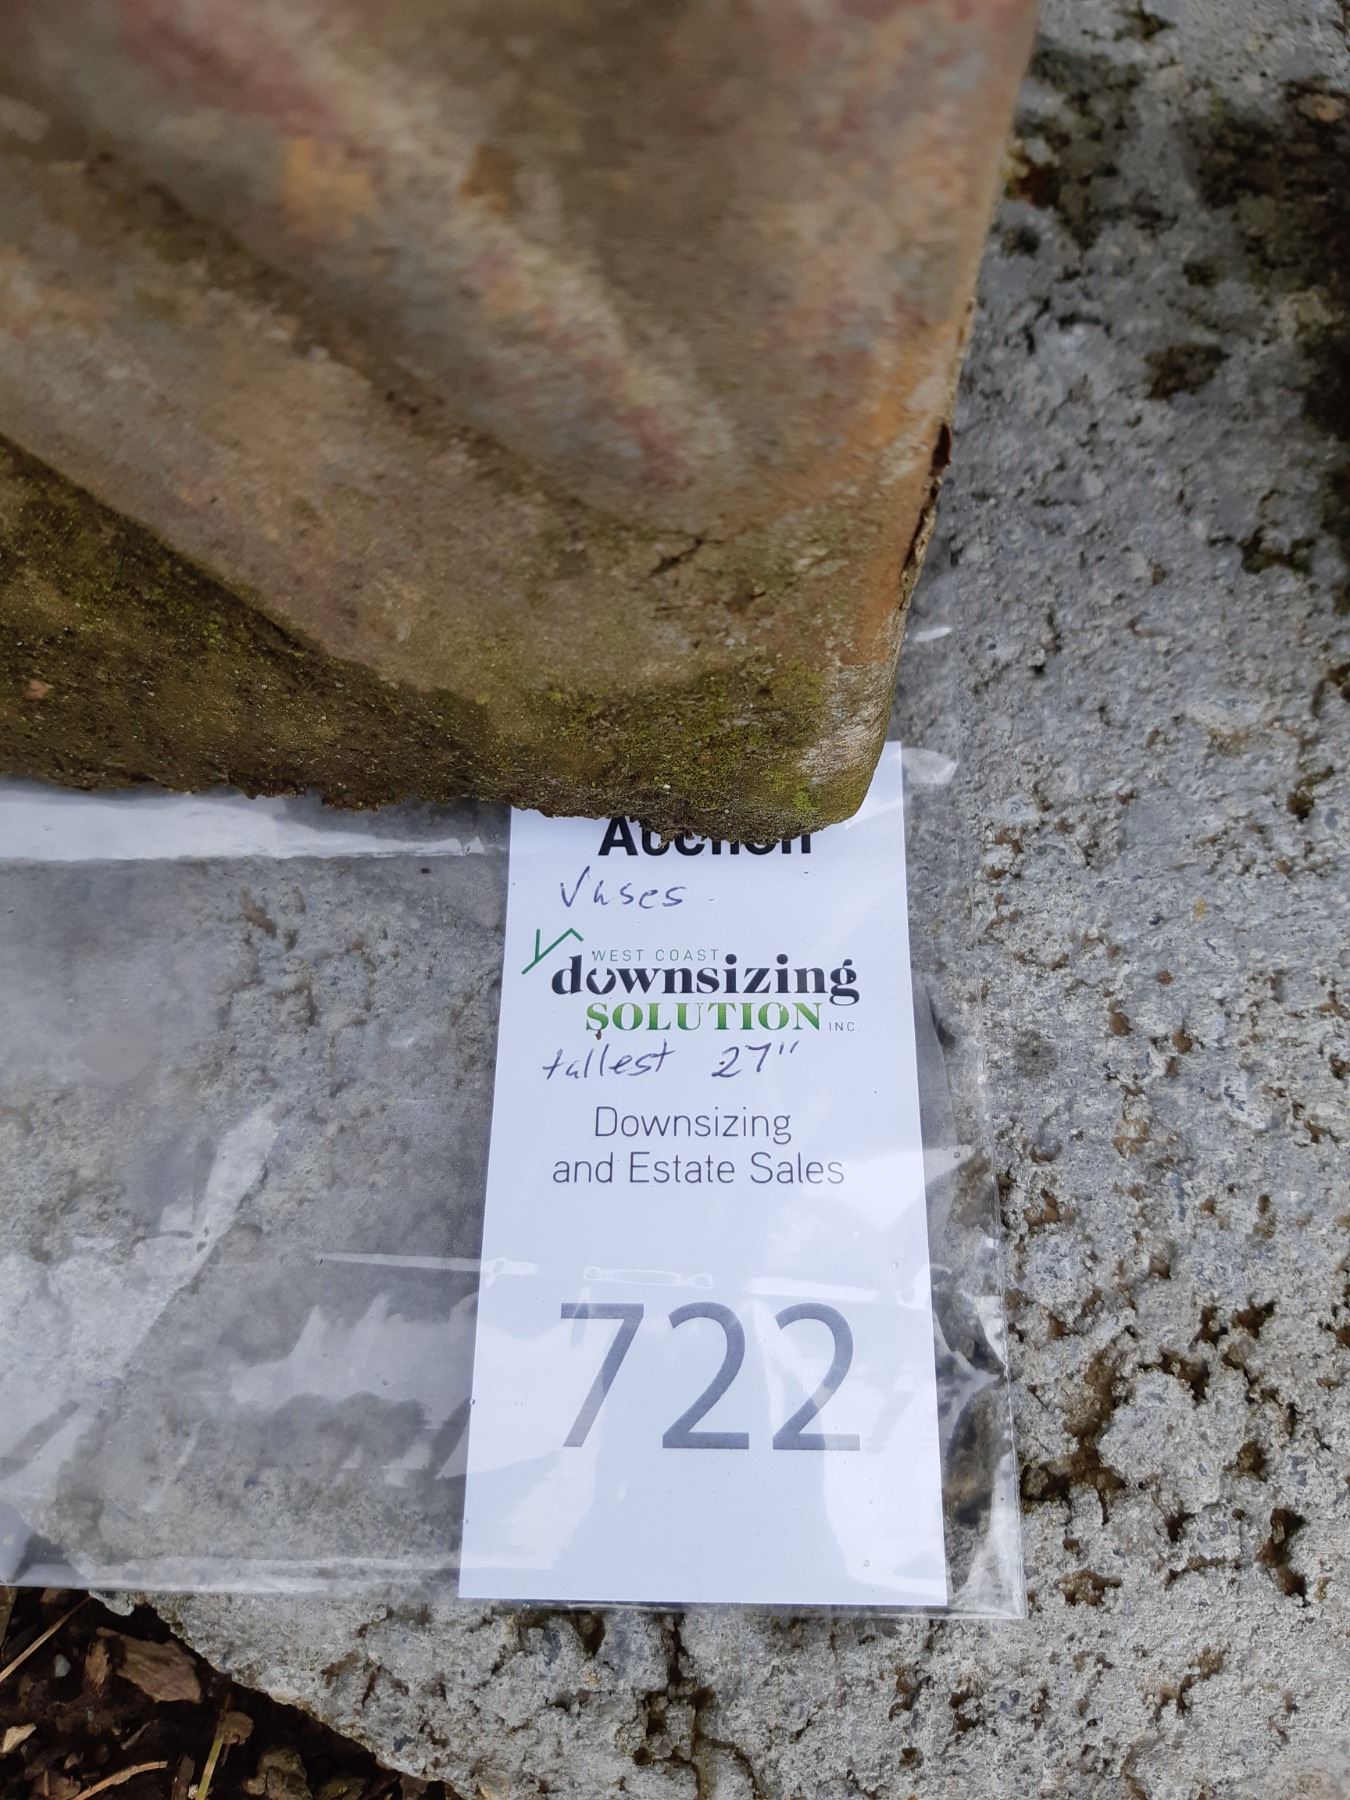 Auction
Vases
WEST COAST
downsizing
SOLUTION INC.
tallest 27"
Downsizing
and Estate Sales
722